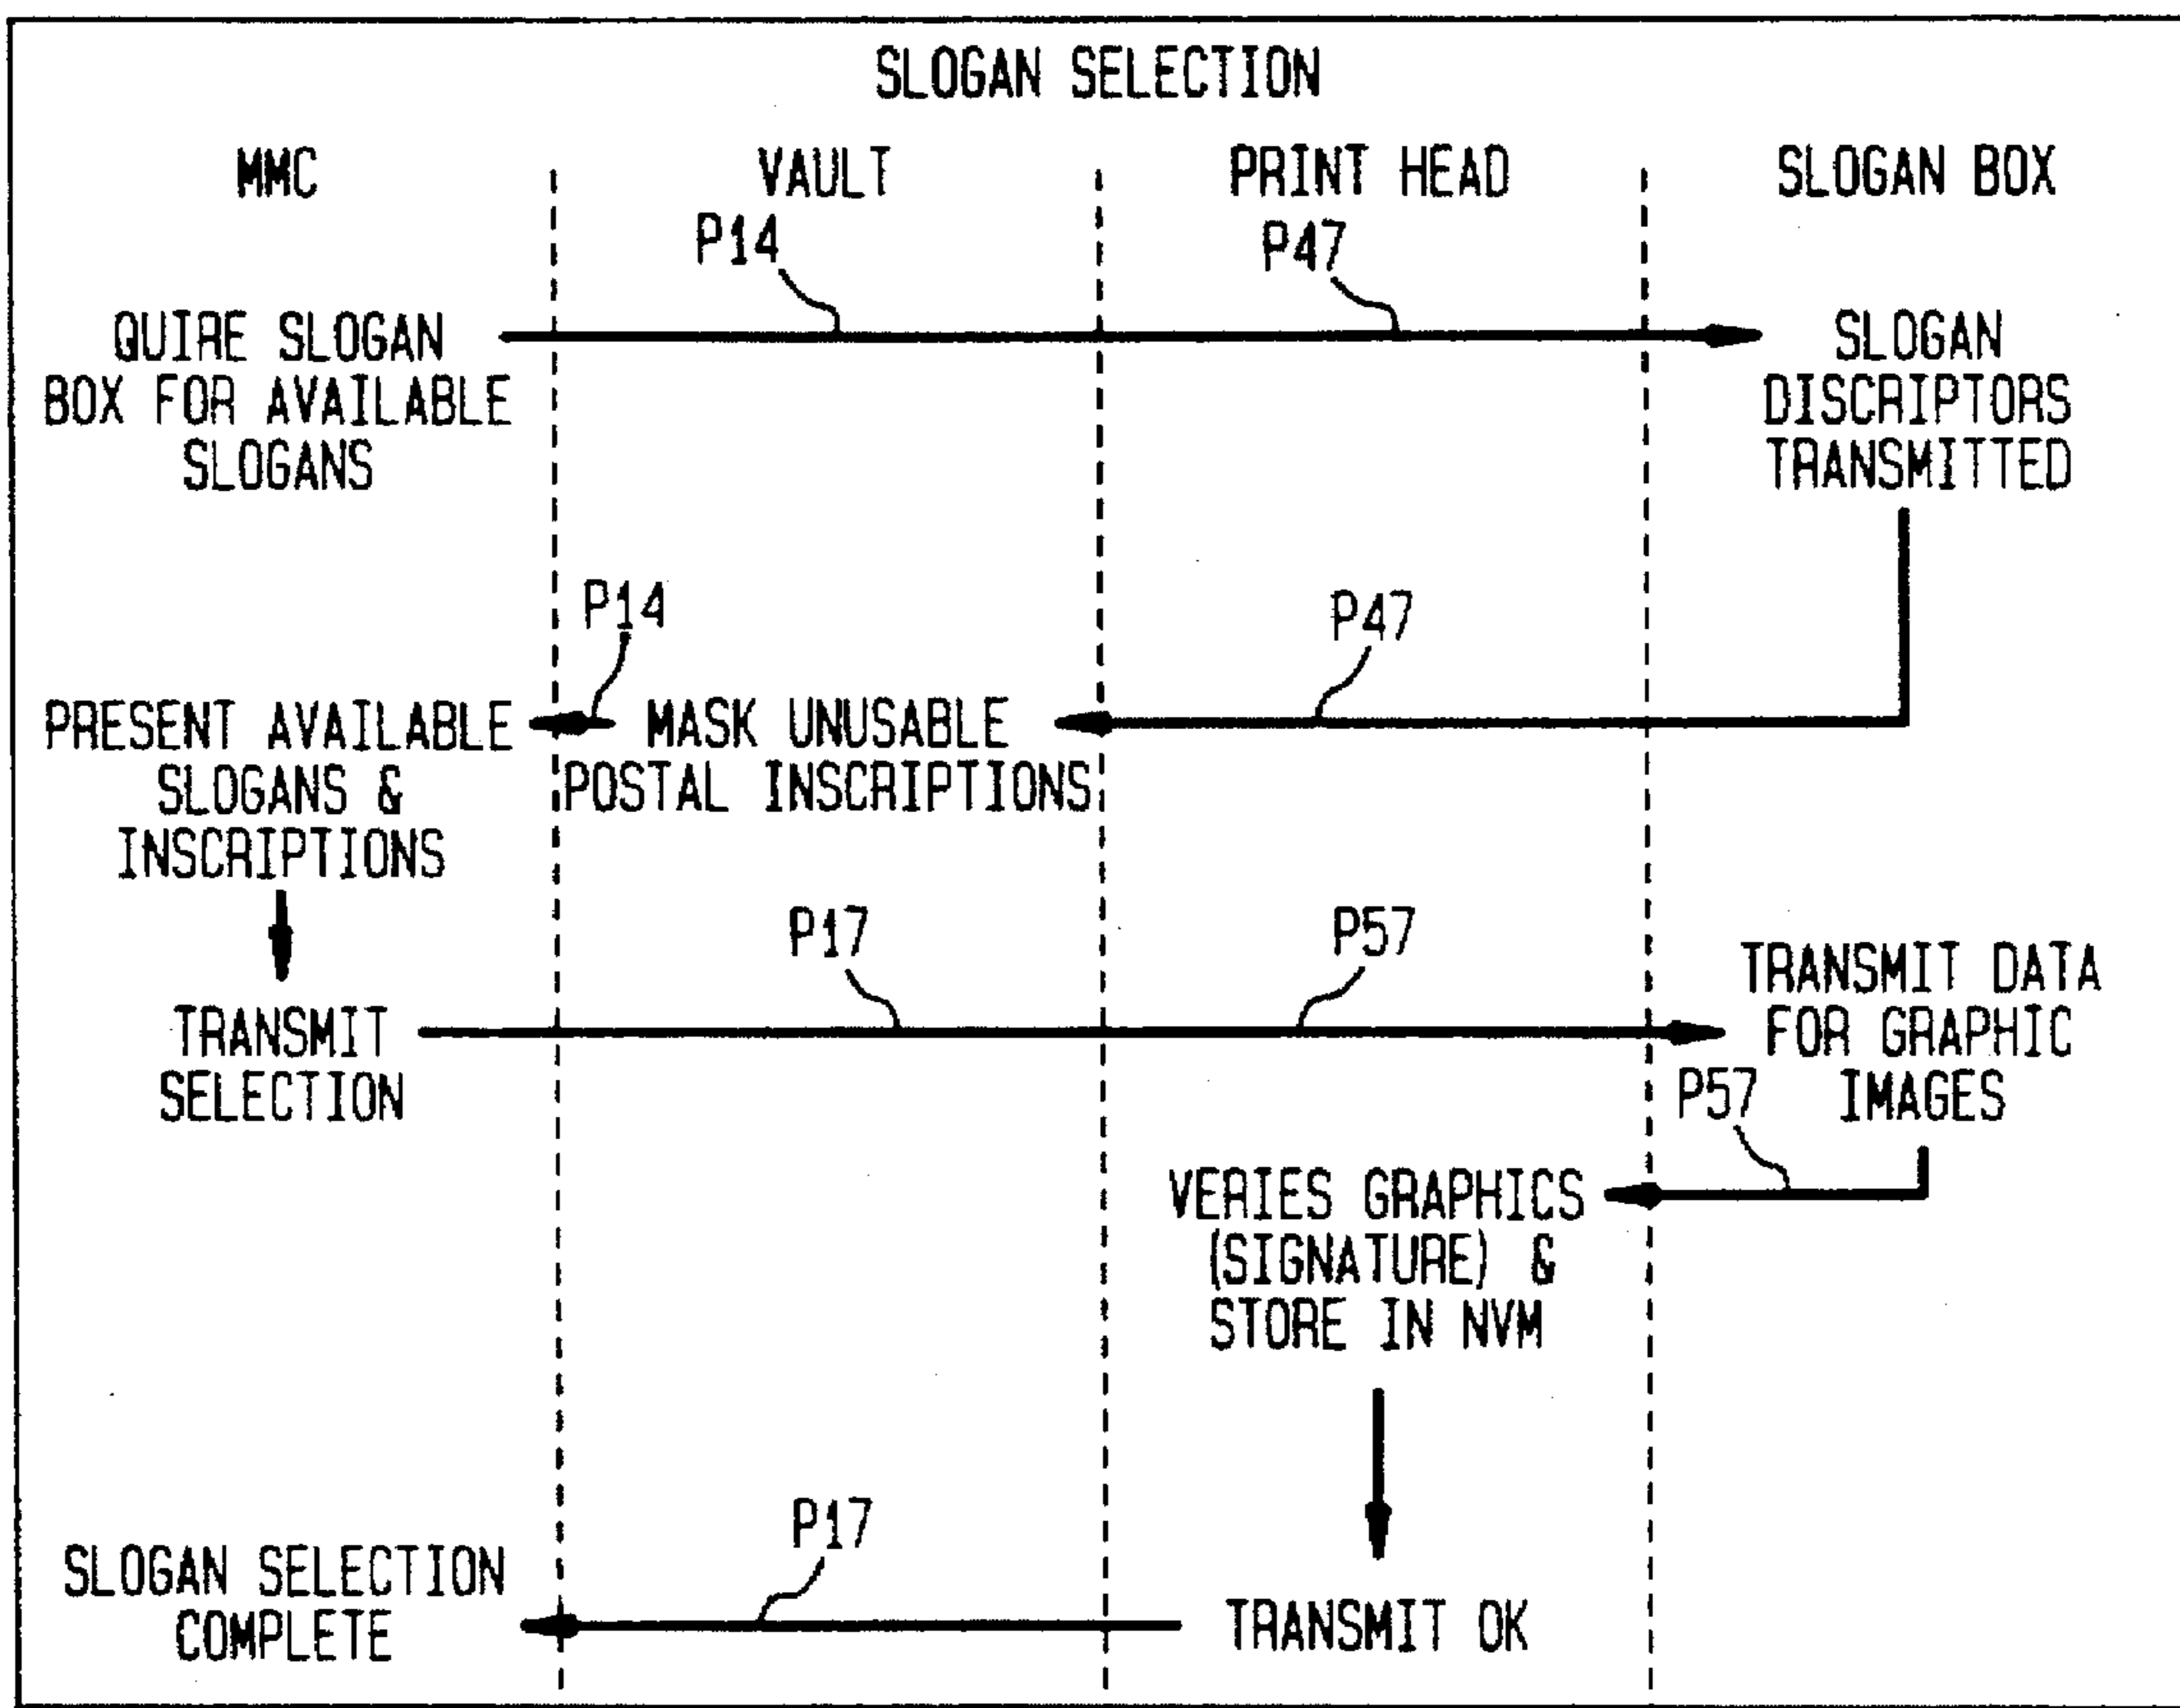 SLOGAN SELECTION
MMC
VAULT
PRINT HEAD
SLOGAN BOX
P14
P47
QUIRE SLOGAN
BOX FOR AVAILABLE
SLOGANS
SLOGAN
DISCRIPTORS
TRANSMITTED
P14
P47
PRESENT AVAILABLE
SLOGANS &
INSCRIPTIONS
MASK UNUSABLE
POSTAL INSCRIPTIONS
P17
P57
TRANSMIT
SELECTION
TRANSMIT DATA
FOR GRAPHIC
IMAGES
P57
VERIES GRAPHICS
(SIGNATURE) &
STORE IN NVM
P17
SLOGAN SELECTION
COMPLETE
TRANSMIT OK